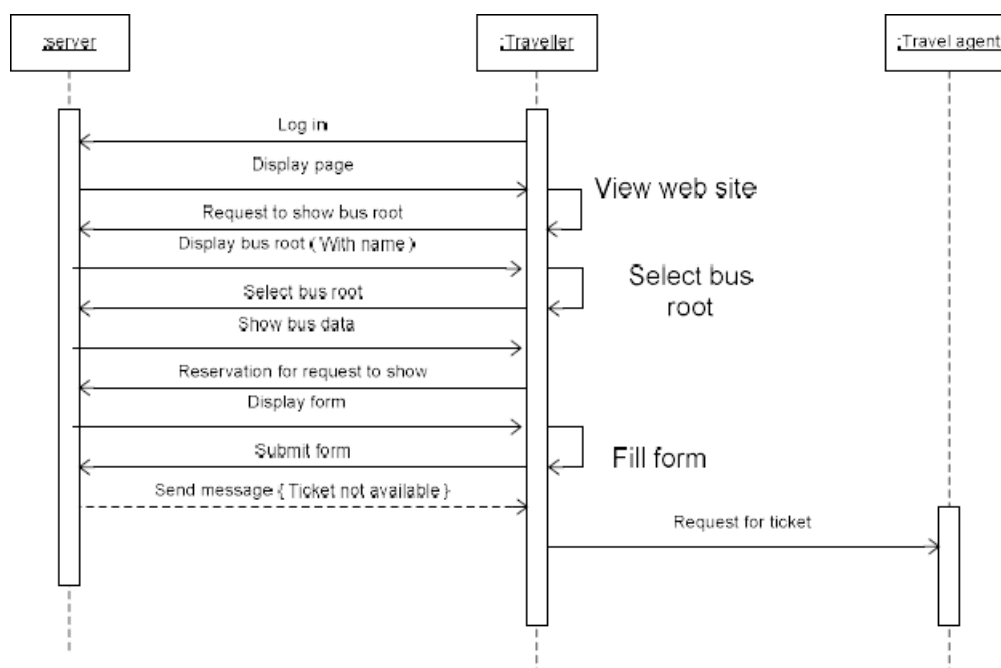 :server
:Traveller
:Travel agent
Log in
Display page
View web site
Request to show bus root
Display bus root ( With name )
Select bus
root
Select bus root
Show bus data
Reservation for request to show
Display form
Submit form
Fill form
Send message { Ticket not available }
Request for ticket